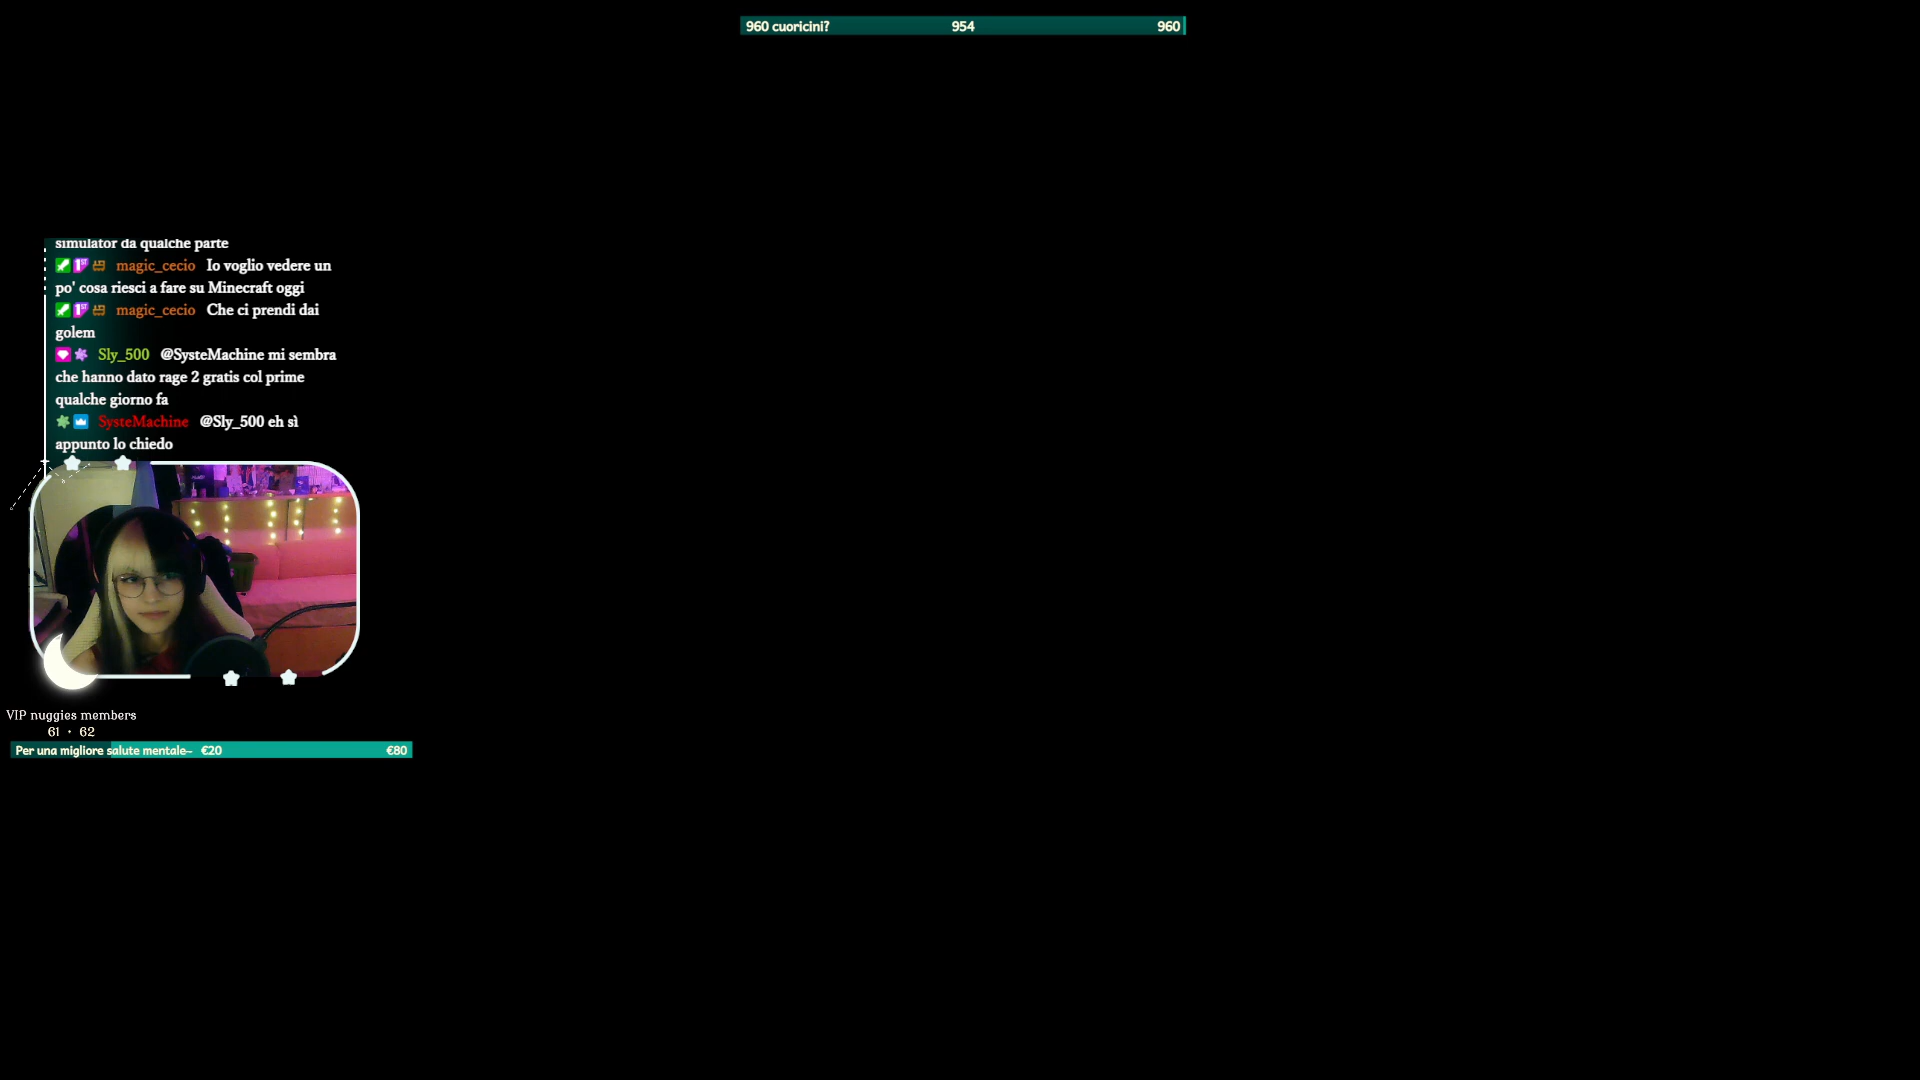 960 cuoricini? 954 960
simulator da qualche parte
magic_cecio Io voglio vedere un
po' cosa riesci a fare su Minecraft oggi
magic_cecio Che ci prendi dai
golem
Sly_500 @SysteMachine mi sembra
che hanno dato rage 2 gratis col prime
qualche giorno fa
SysteMachine @Sly_500 eh sì
appunto lo chiedo
VIP nuggies members
61 • 62
Per una migliore salute mentale~ €20 €80